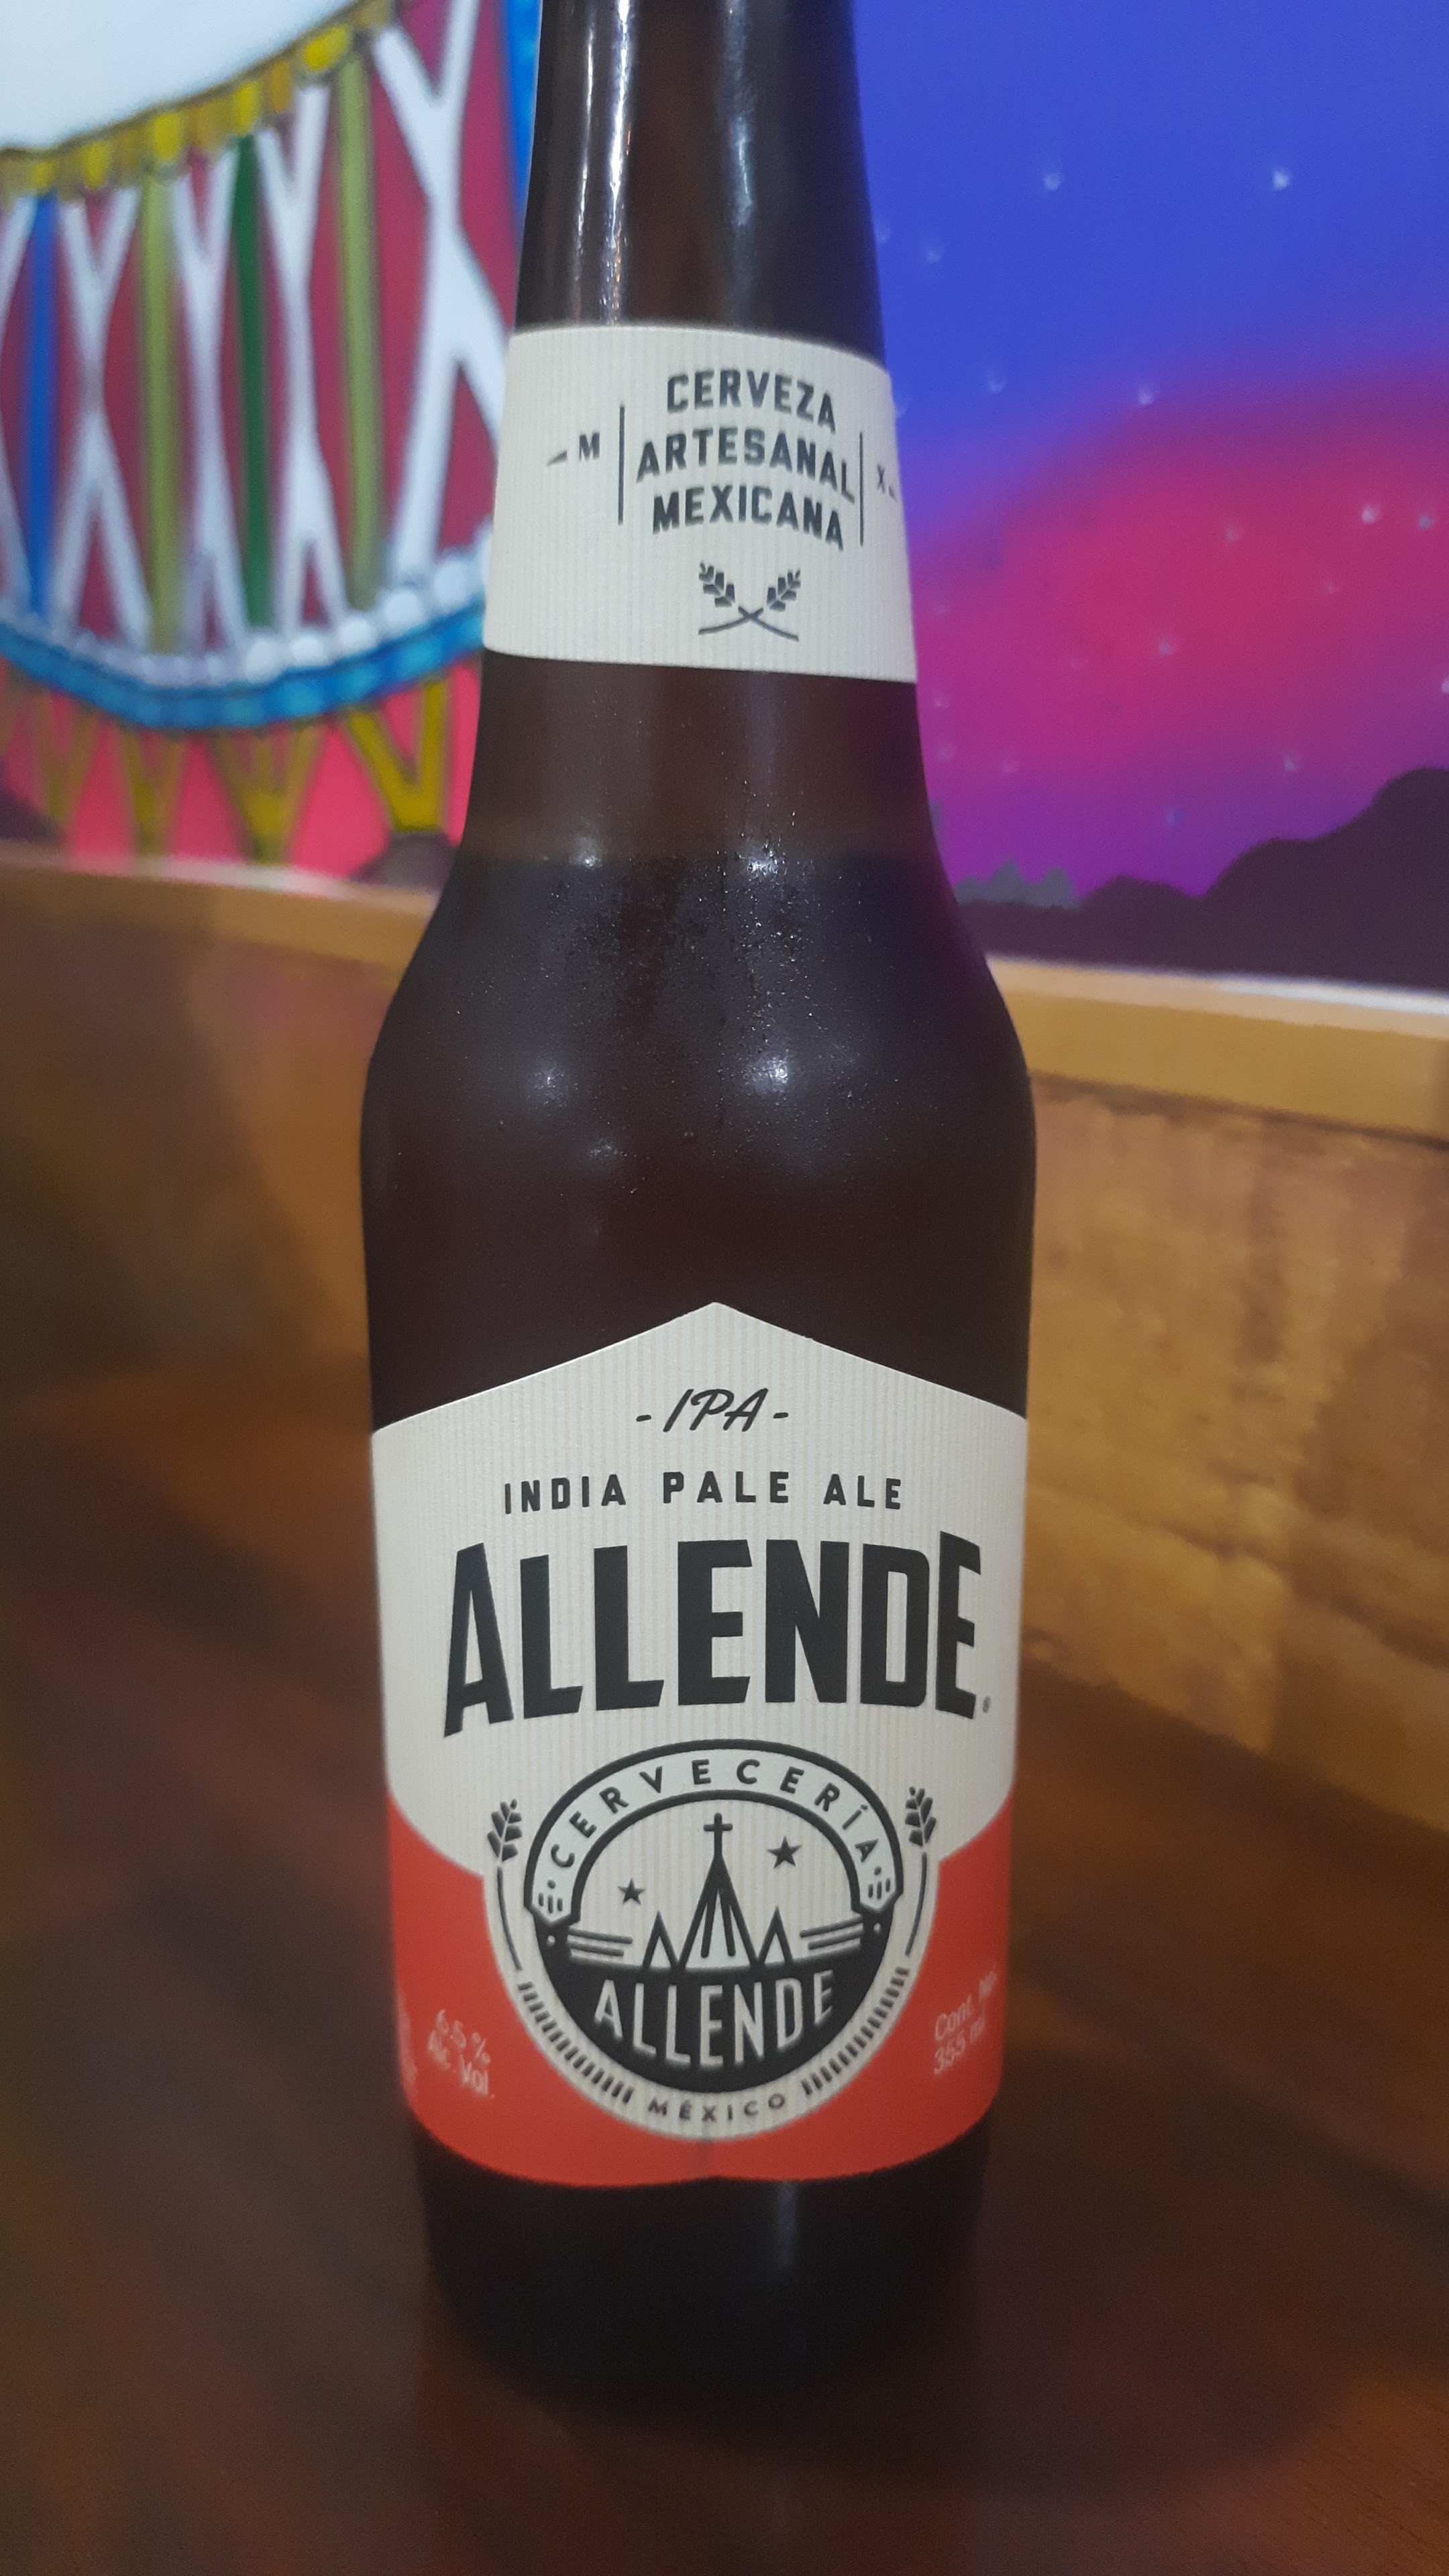 CERVEZA
ARTESANAL
MEXICANA
M
X
- IPA -
INDIA PALE ALE
ALLENDE®
CERVECERÍA
ALLENDE
MÉXICO
6.5 %
Alc. Vol.
Cont. Net.
355 ml